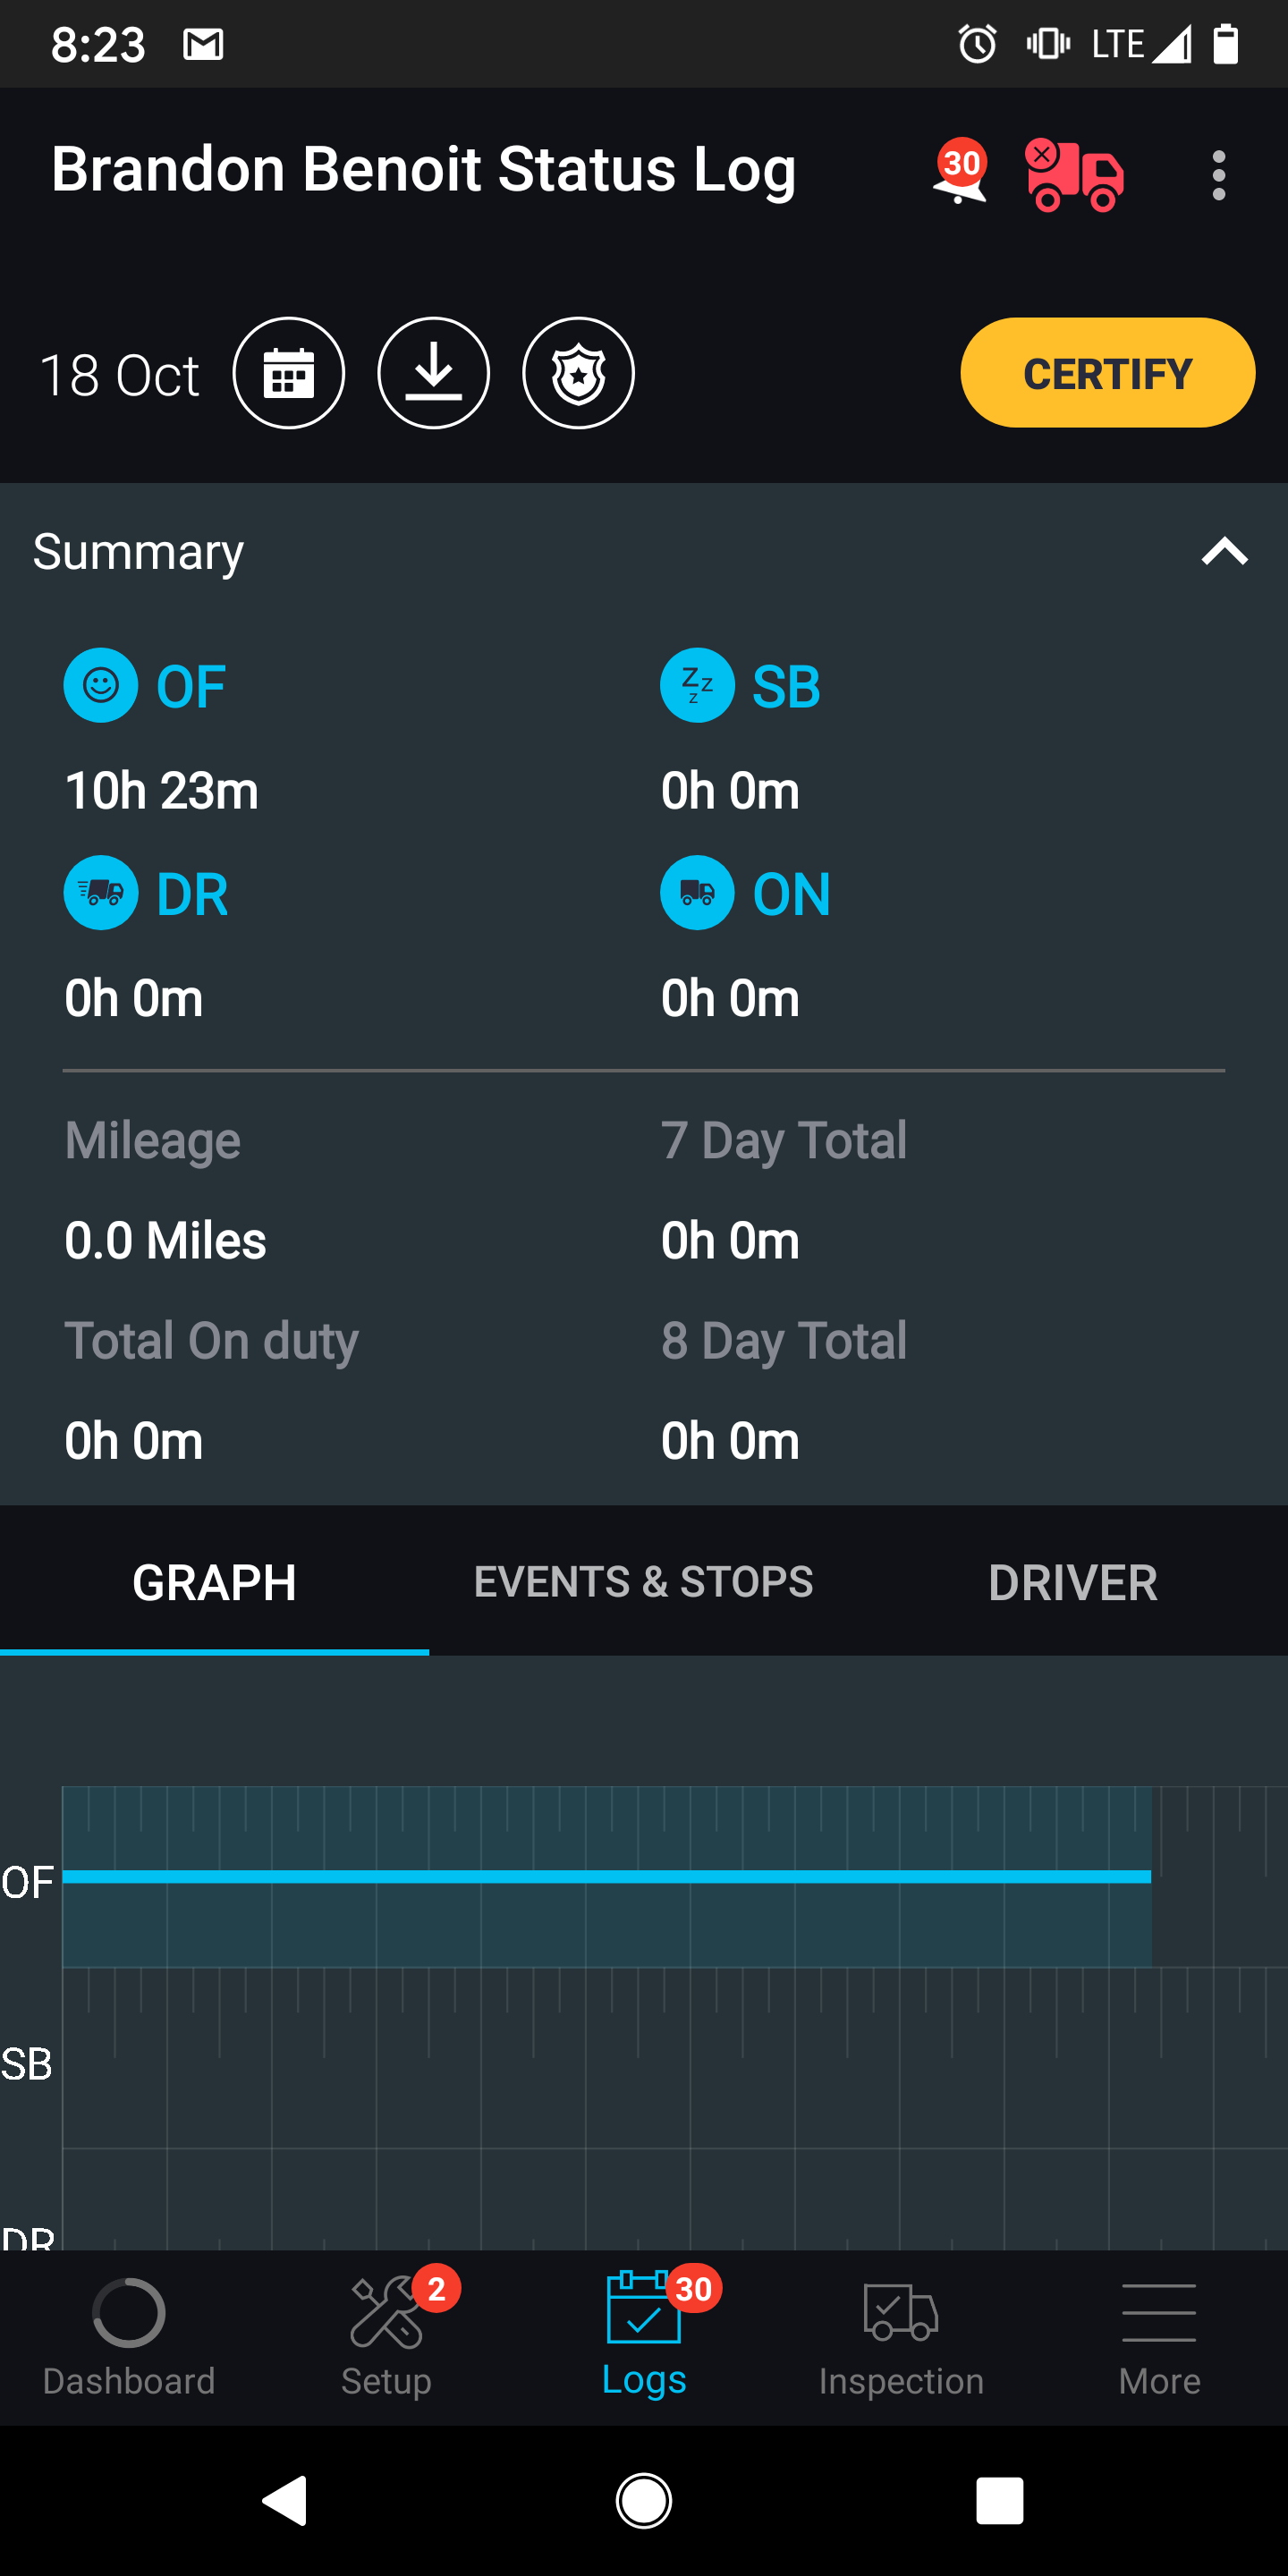 8:23
LTE
Brandon Benoit Status Log
30
18 Oct
CERTIFY
Summary
OF
SB
10h 23m
0h 0m
DR
ON
0h 0m
0h 0m
Mileage
7 Day Total
0.0 Miles
0h 0m
Total On duty
8 Day Total
0h 0m
0h 0m
GRAPH
EVENTS & STOPS
DRIVER
OF
SB
DR
2
30
Dashboard
Setup
Logs
Inspection
More